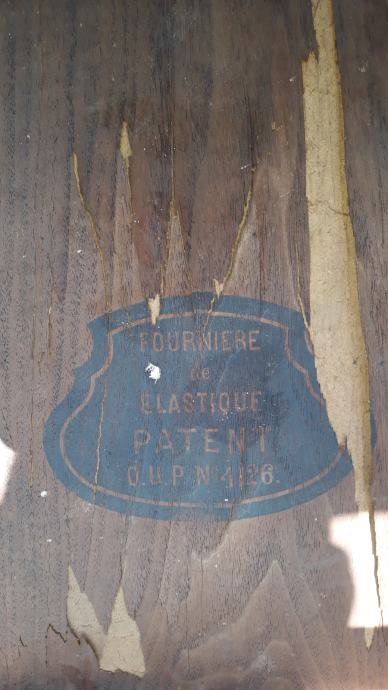 FOURNIERE
de
ELASTIQUE
PATENT
O.U.P. No 4126.